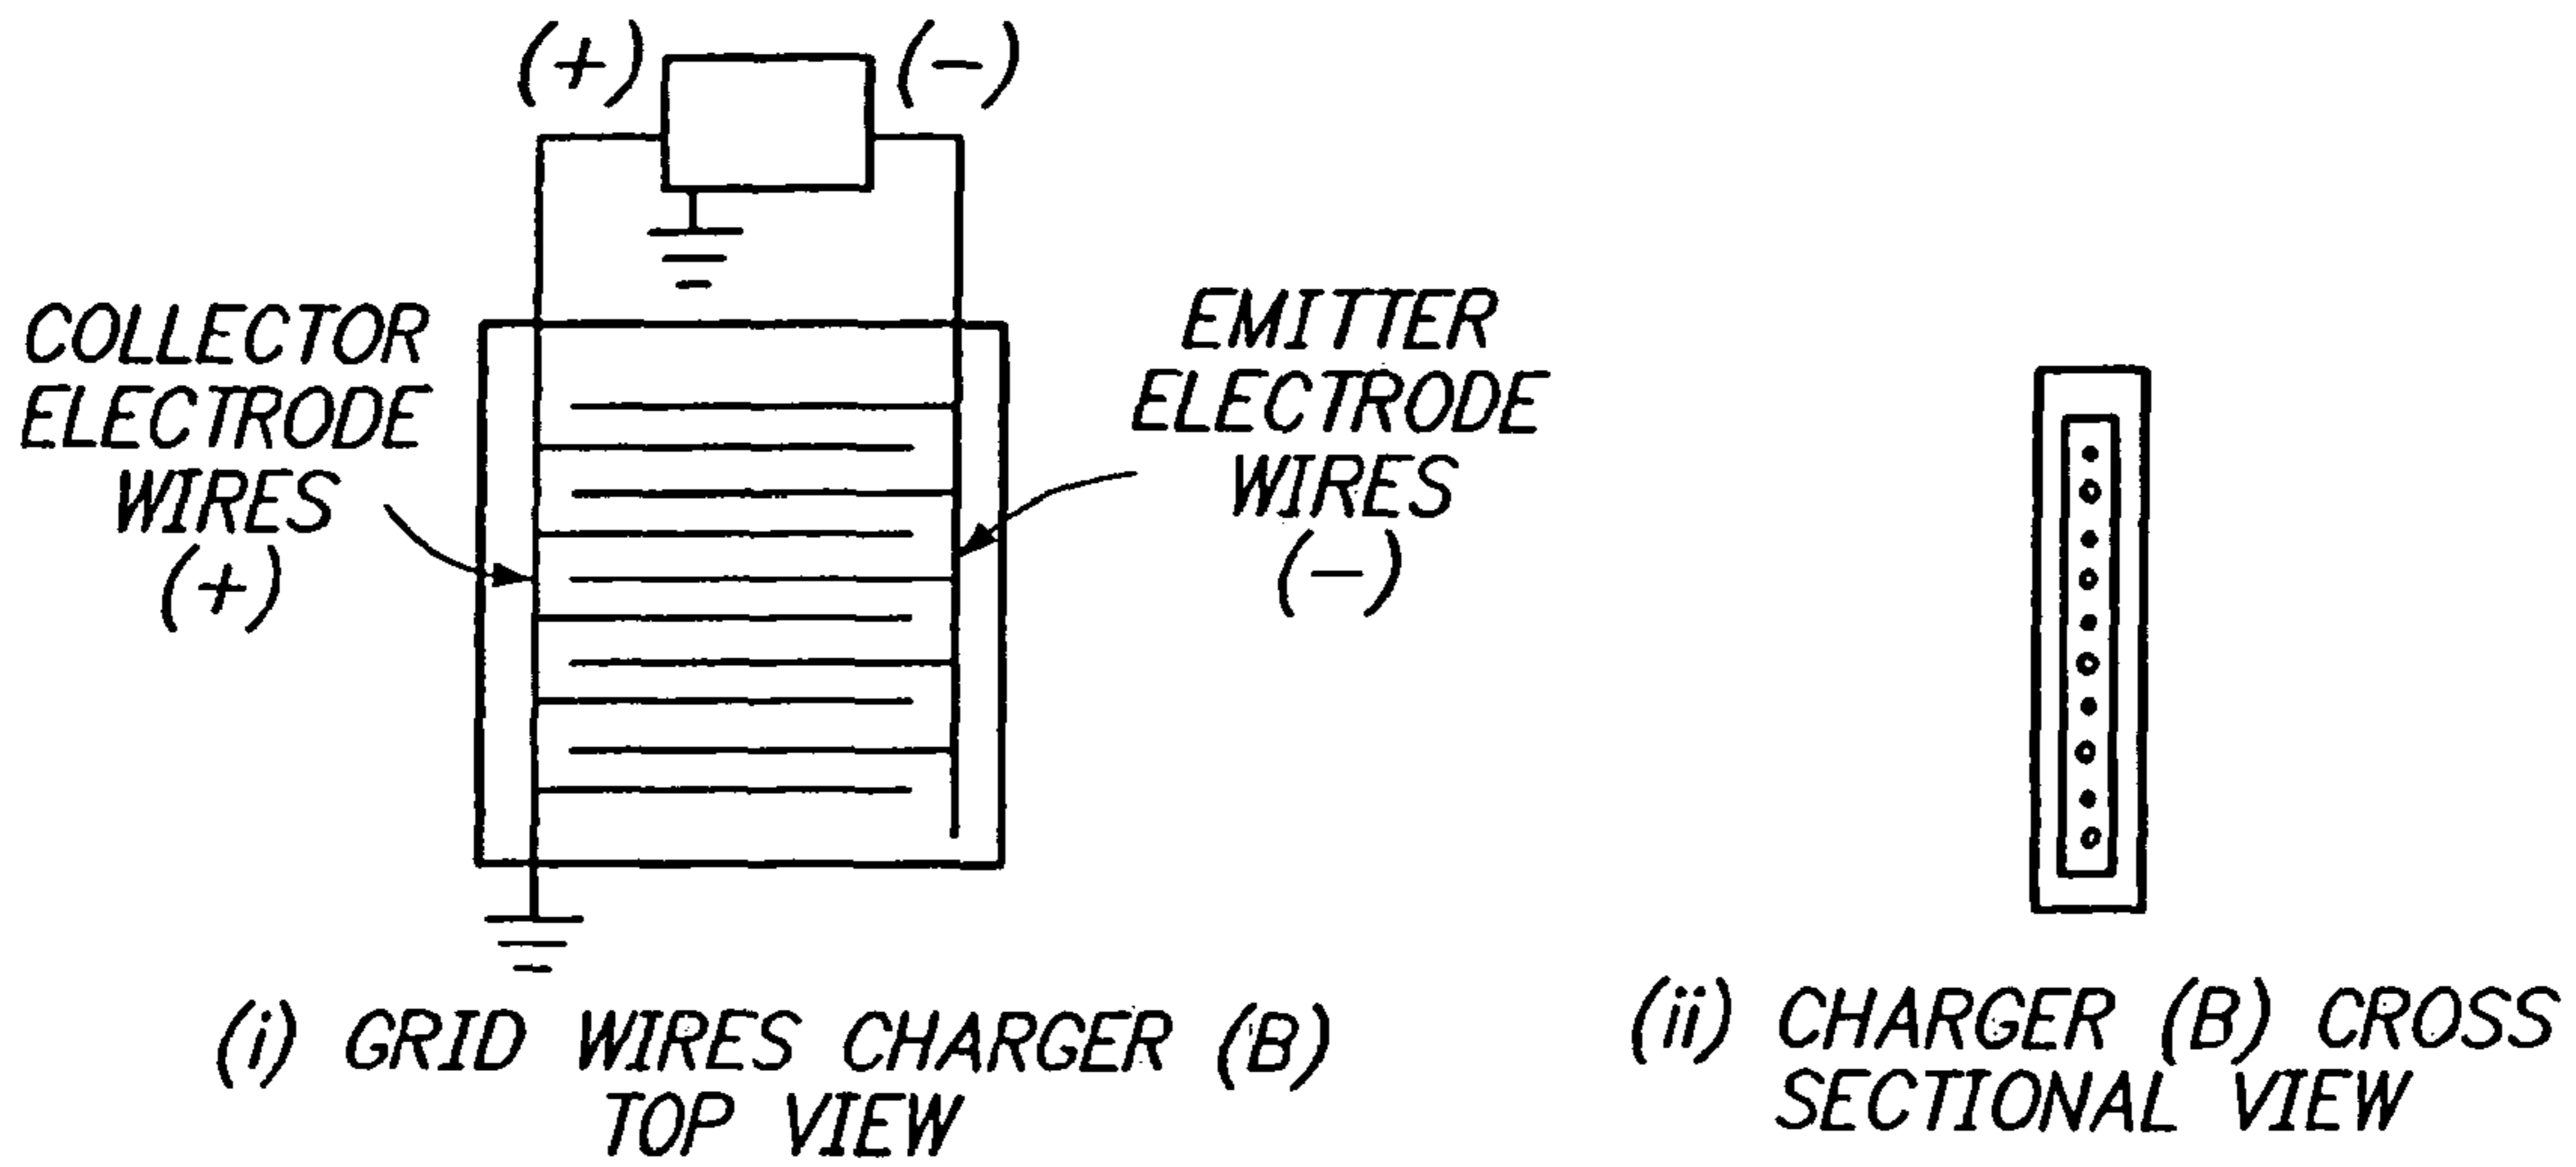 (+)
(-)
COLLECTOR
ELECTRODE
WIRES
(+)
EMITTER
ELECTRODE
WIRES
(-)
(i) GRID WIRES CHARGER (B)
TOP VIEW
(ii) CHARGER (B) CROSS
SECTIONAL VIEW